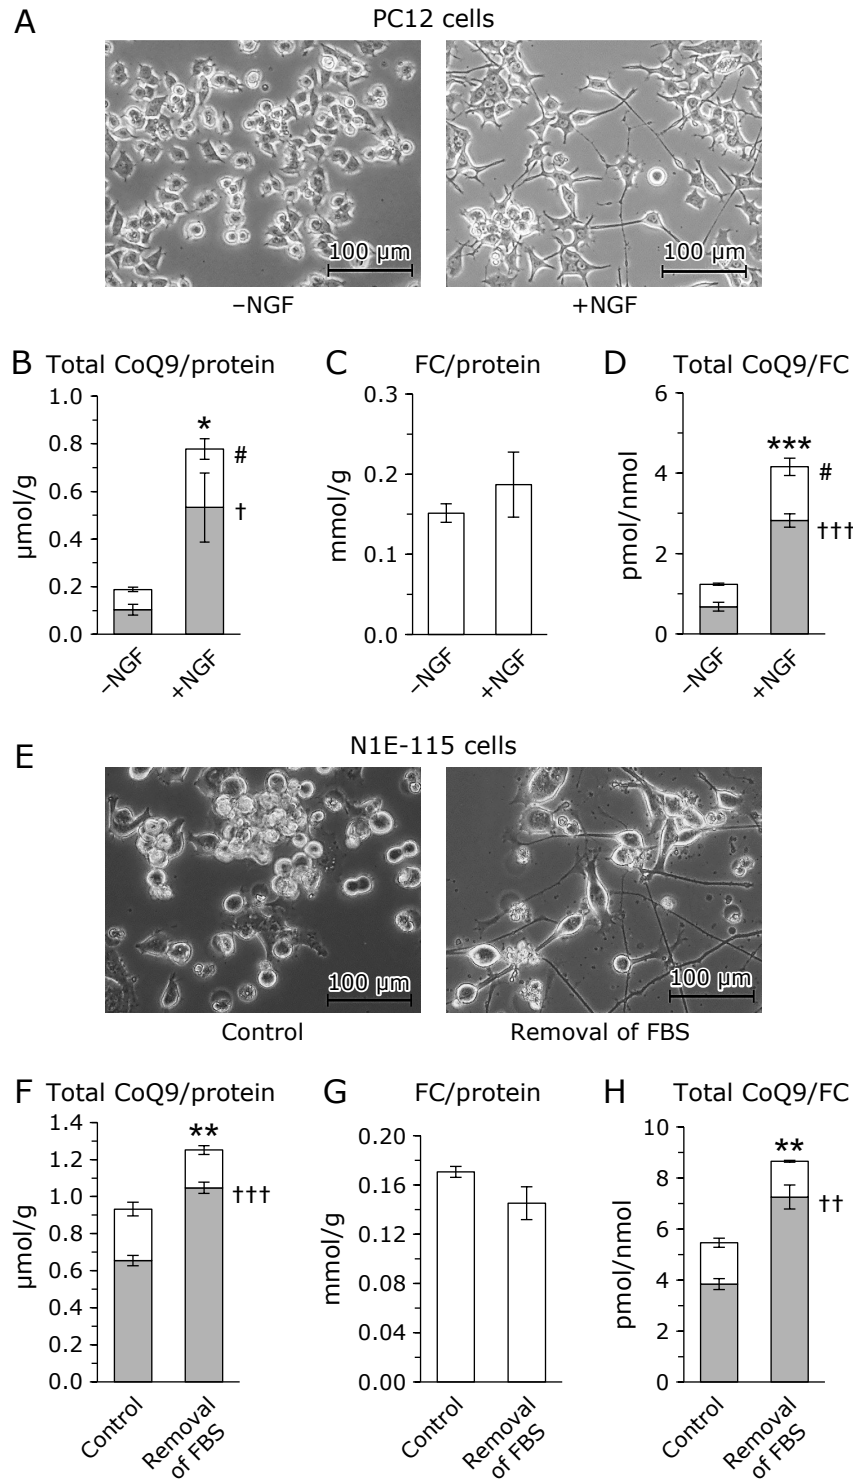 A
PC12 cells
100 µm
100 µm
–NGF
+NGF
B Total CoQ9/protein
C FC/protein
D Total CoQ9/FC
µmol/g
1.0
0.8
0.6
0.4
0.2
0.0
*
#
†
–NGF
+NGF
mmol/g
0.3
0.2
0.1
0.0
–NGF
+NGF
pmol/nmol
6
4
2
0
***
#
†††
–NGF
+NGF
E
N1E-115 cells
100 µm
100 µm
Control
Removal of FBS
F Total CoQ9/protein
G FC/protein
H Total CoQ9/FC
µmol/g
1.4
1.2
1.0
0.8
0.6
0.4
0.2
0.0
**
†††
Control
Removal
of FBS
mmol/g
0.20
0.16
0.12
0.08
0.04
0.00
Control
Removal
of FBS
pmol/nmol
10
8
6
4
2
0
**
††
Control
Removal
of FBS